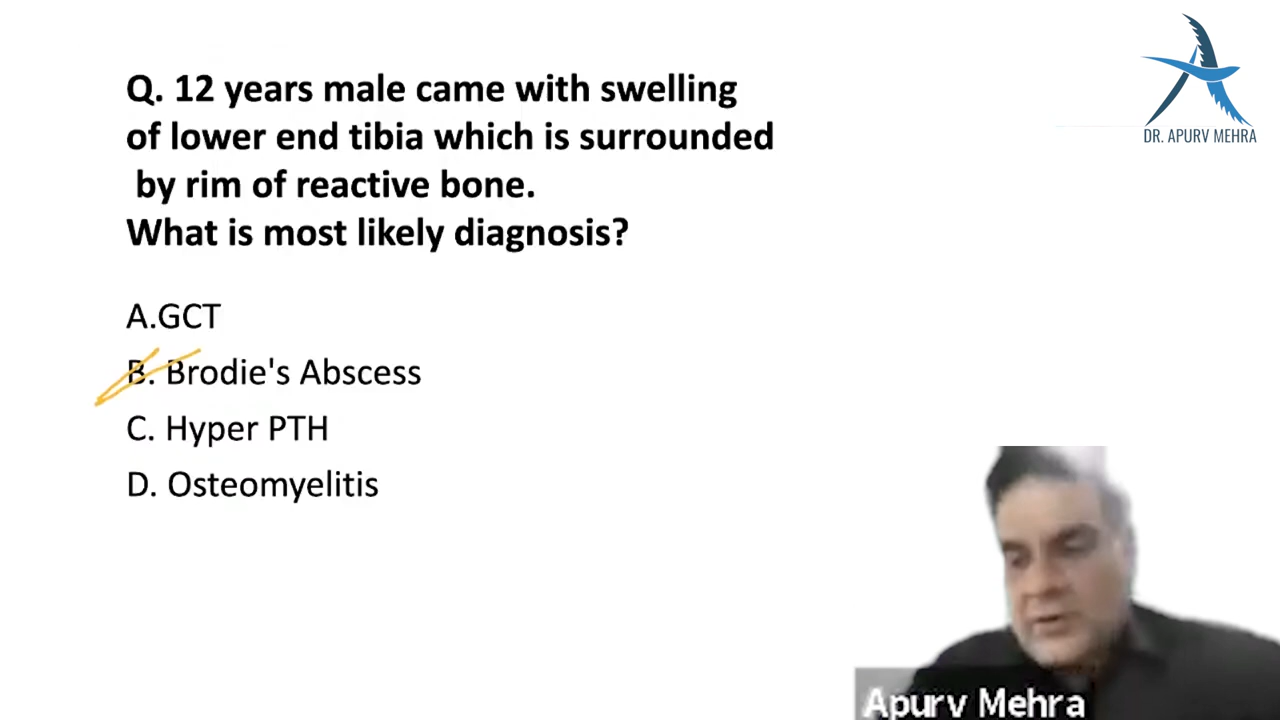 Q. 12 years male came with swelling
of lower end tibia which is surrounded
by rim of reactive bone.
What is most likely diagnosis?
A.GCT
B. Brodie's Abscess
C. Hyper PTH
D. Osteomyelitis
DR. APURV MEHRA
Apurv Mehra